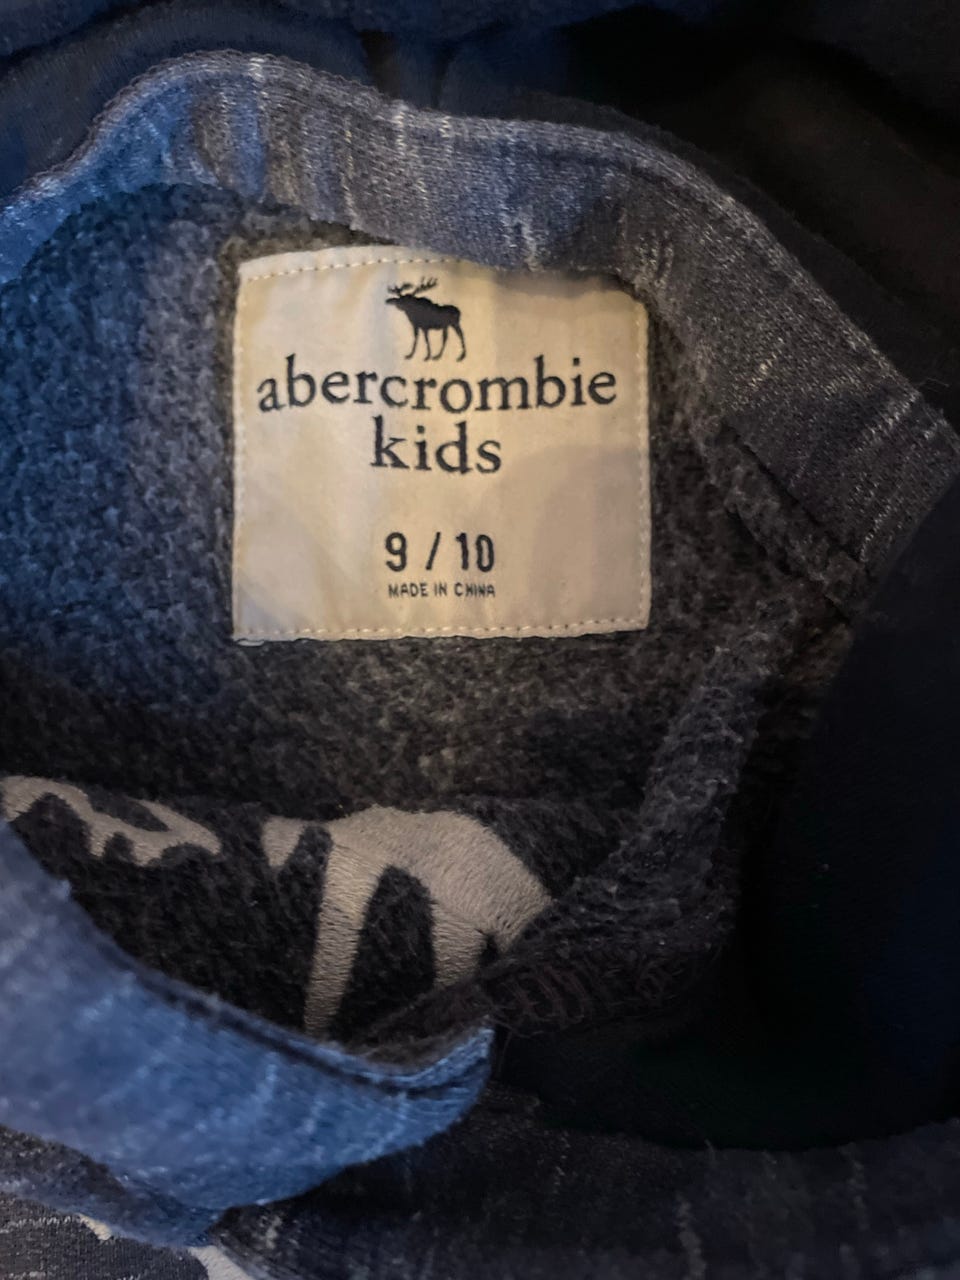 abercrombie
kids
9 / 10
MADE IN CHINA